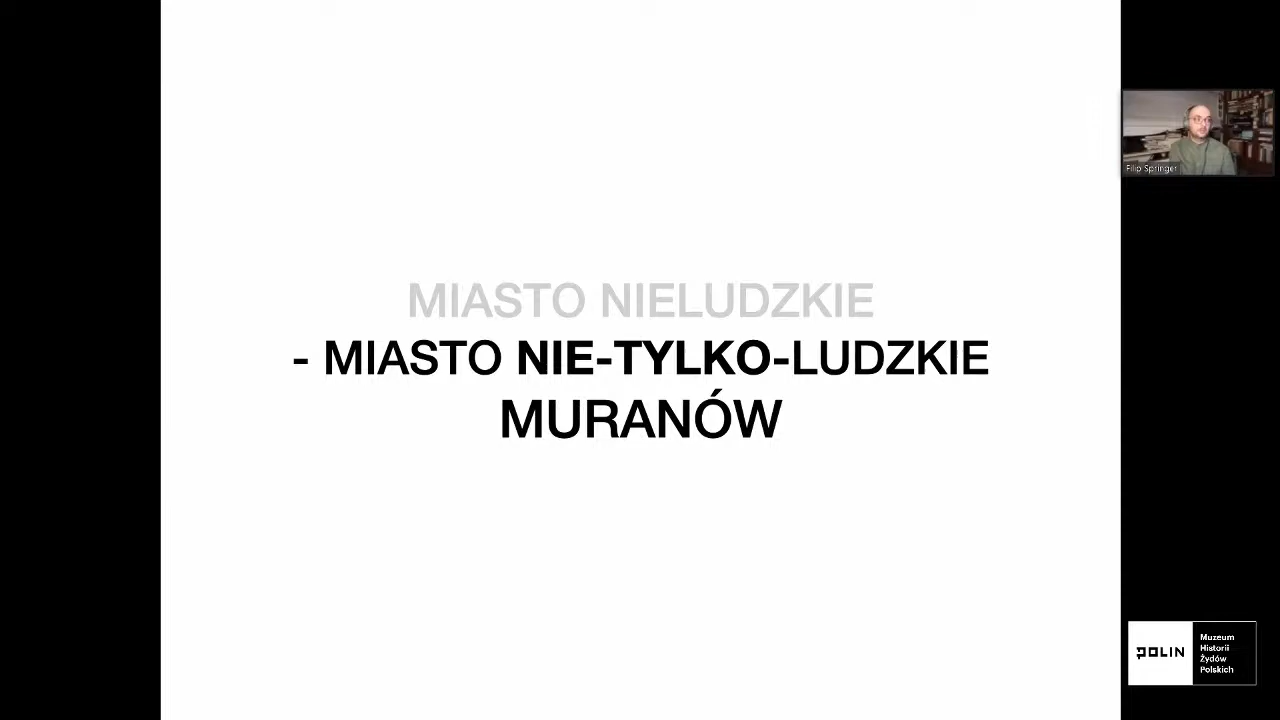 MIASTO NIELUDZKIE
- MIASTO NIE-TYLKO-LUDZKIE
MURANÓW
Filip Springer
POLIN
Muzeum
Historii
Żydów
Polskich